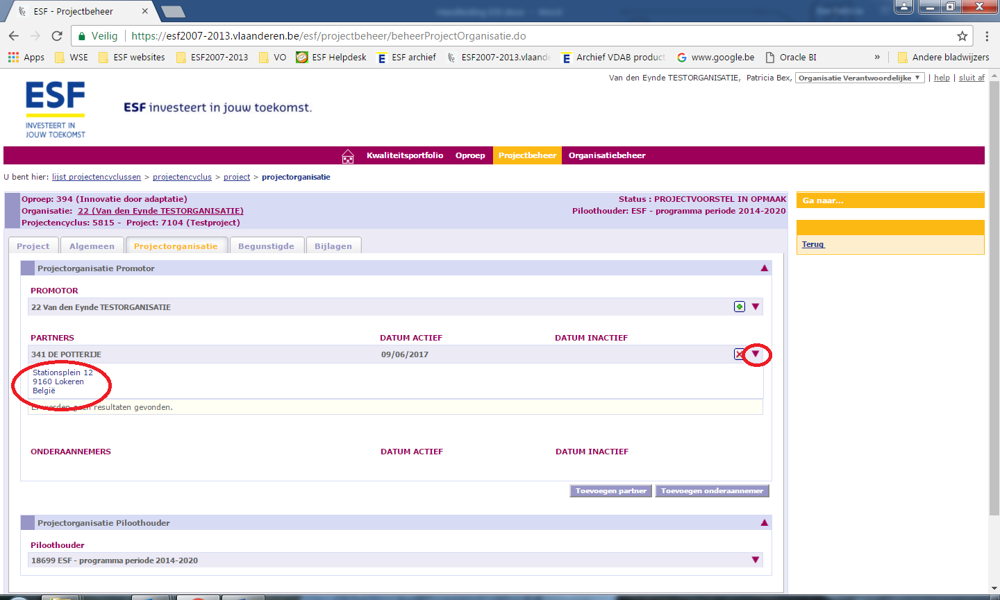 ESF - Projectbeheer
Veilig https://esf2007-2013.vlaanderen.be/esf/projectbeheer/beheerProjectOrganisatie.do
Apps WSE ESF websites ESF2007-2013 VO ESF Helpdesk ESF archief ESF2007-2013.vlaande Archief VDAB product www.google.be Oracle BI » Andere bladwijzers
Van den Eynde TESTORGANISATIE, Patricia Bex, Organisatie Verantwoordelijke | help | sluit af
ESF
INVESTEERT IN
JOUW TOEKOMST
ESF investeert in jouw toekomst.
Kwaliteitsportfolio Oproep Projectbeheer Organisatiebeheer
U bent hier: lijst projectencyclussen > projectencyclus > project > projectorganisatie
Oproep: 394 (Innovatie door adaptatie) Status : PROJECTVOORSTEL IN OPMAAK
Organisatie: 22 (Van den Eynde TESTORGANISATIE) Piloothouder: ESF - programma periode 2014-2020
Projectencyclus: 5815 - Project: 7104 (Testproject)
Ga naar...
Terug
Project Algemeen Projectorganisatie Begunstigde Bijlagen
Projectorganisatie Promotor
PROMOTOR
22 Van den Eynde TESTORGANISATIE
PARTNERS DATUM ACTIEF DATUM INACTIEF
341 DE POTTERIJE 09/06/2017
Stationsplein 12
9160 Lokeren
België
Er werden geen resultaten gevonden.
ONDERAANNEMERS DATUM ACTIEF DATUM INACTIEF
Toevoegen partner Toevoegen onderaannemer
Projectorganisatie Piloothouder
Piloothouder
18699 ESF - programma periode 2014-2020